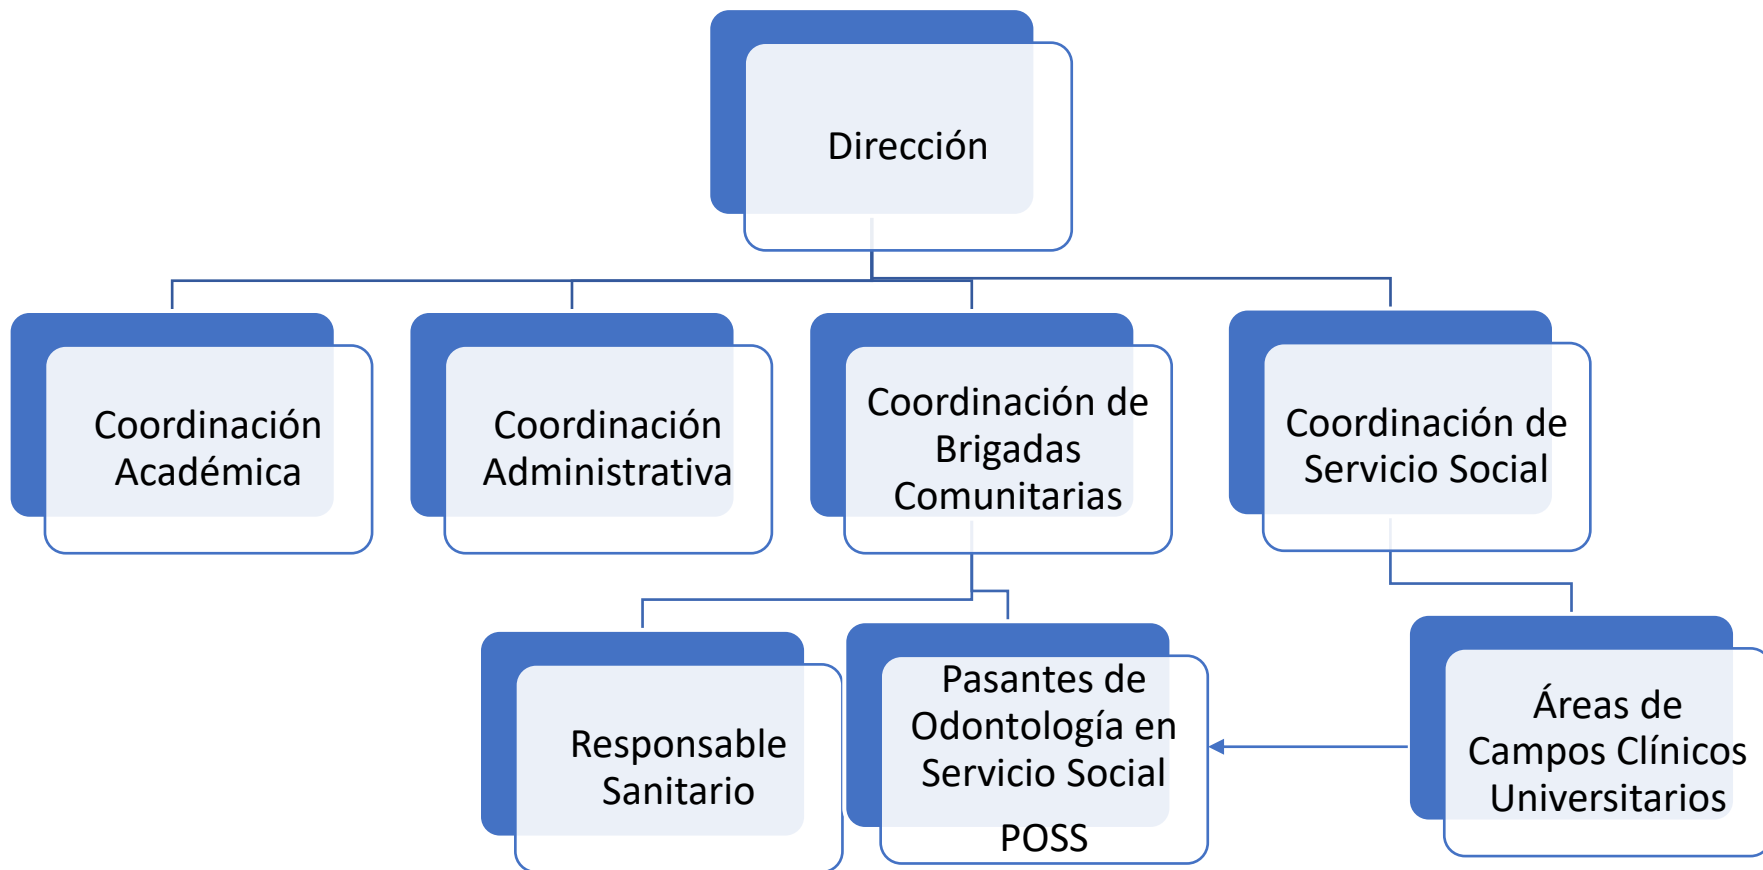 Dirección
Coordinación
Académica
Coordinación
Administrativa
Coordinación de
Brigadas
Comunitarias
Coordinación de
Servicio Social
Responsable
Sanitario
Pasantes de
Odontología en
Servicio Social
POSS
Áreas de
Campos Clínicos
Universitarios